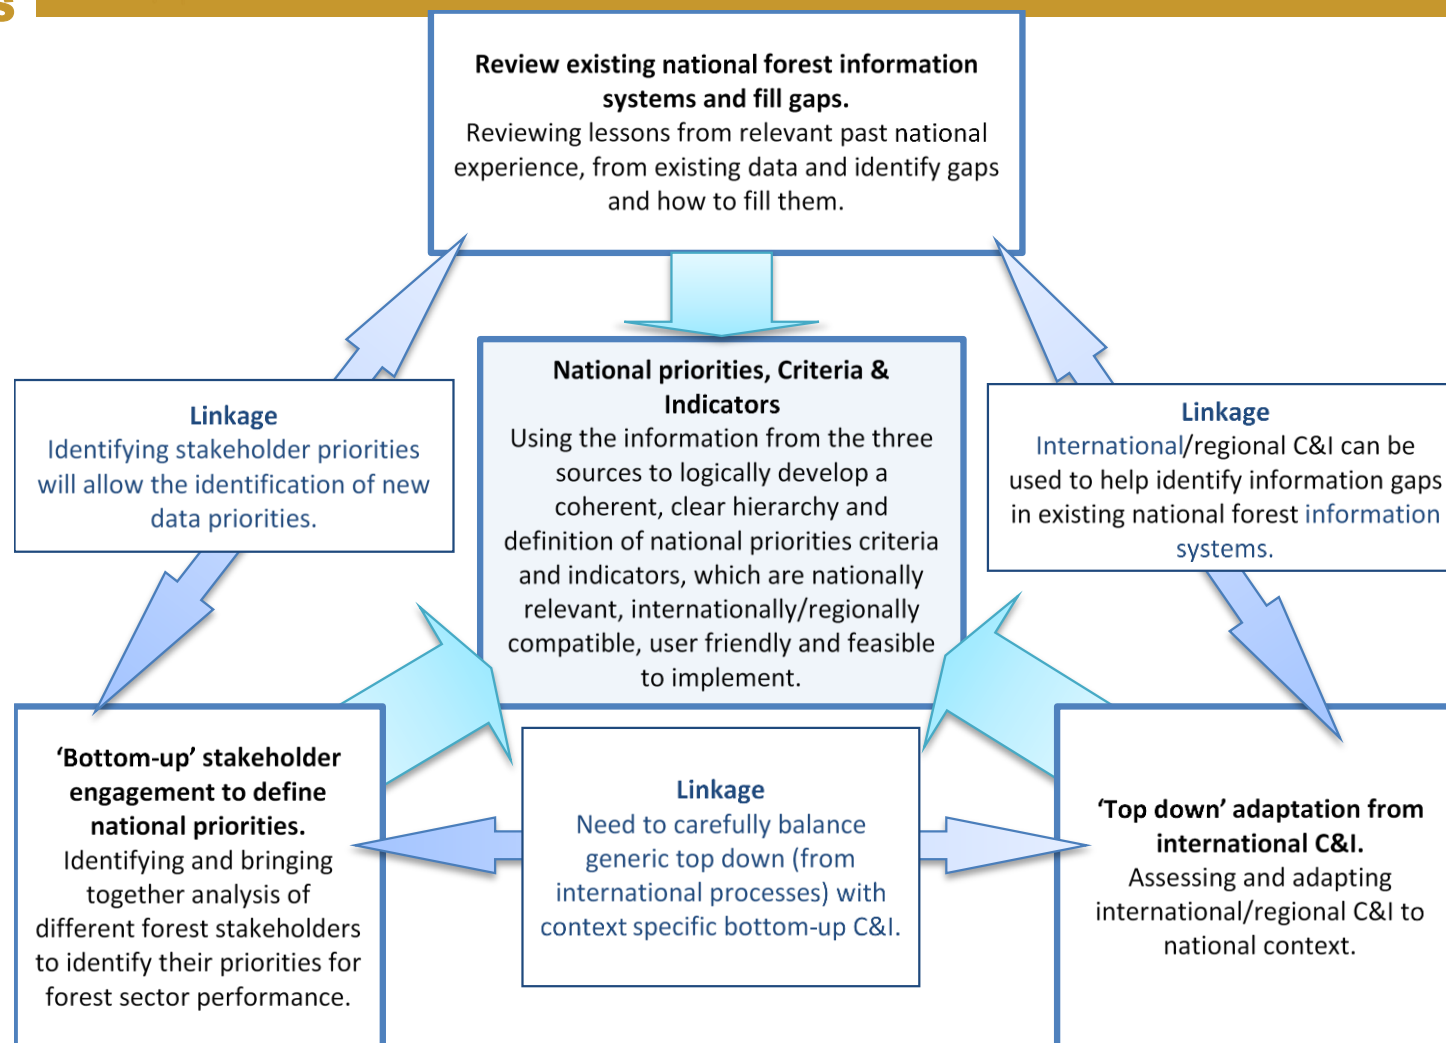 s
Review existing national forest information
systems and fill gaps.
Reviewing lessons from relevant past national
experience, from existing data and identify gaps
and how to fill them.
National priorities, Criteria &
Indicators
Using the information from the three
sources to logically develop a
coherent, clear hierarchy and
definition of national priorities criteria
and indicators, which are nationally
relevant, internationally/regionally
compatible, user friendly and feasible
to implement.
Linkage
Identifying stakeholder priorities
will allow the identification of new
data priorities.
Linkage
International/regional C&I can be
used to help identify information gaps
in existing national forest information
systems.
‘Bottom-up’ stakeholder
engagement to define
national priorities.
Identifying and bringing
together analysis of
different forest stakeholders
to identify their priorities for
forest sector performance.
Linkage
Need to carefully balance
generic top down (from
international processes) with
context specific bottom-up C&I.
‘Top down’ adaptation from
international C&I.
Assessing and adapting
international/regional C&I to
national context.